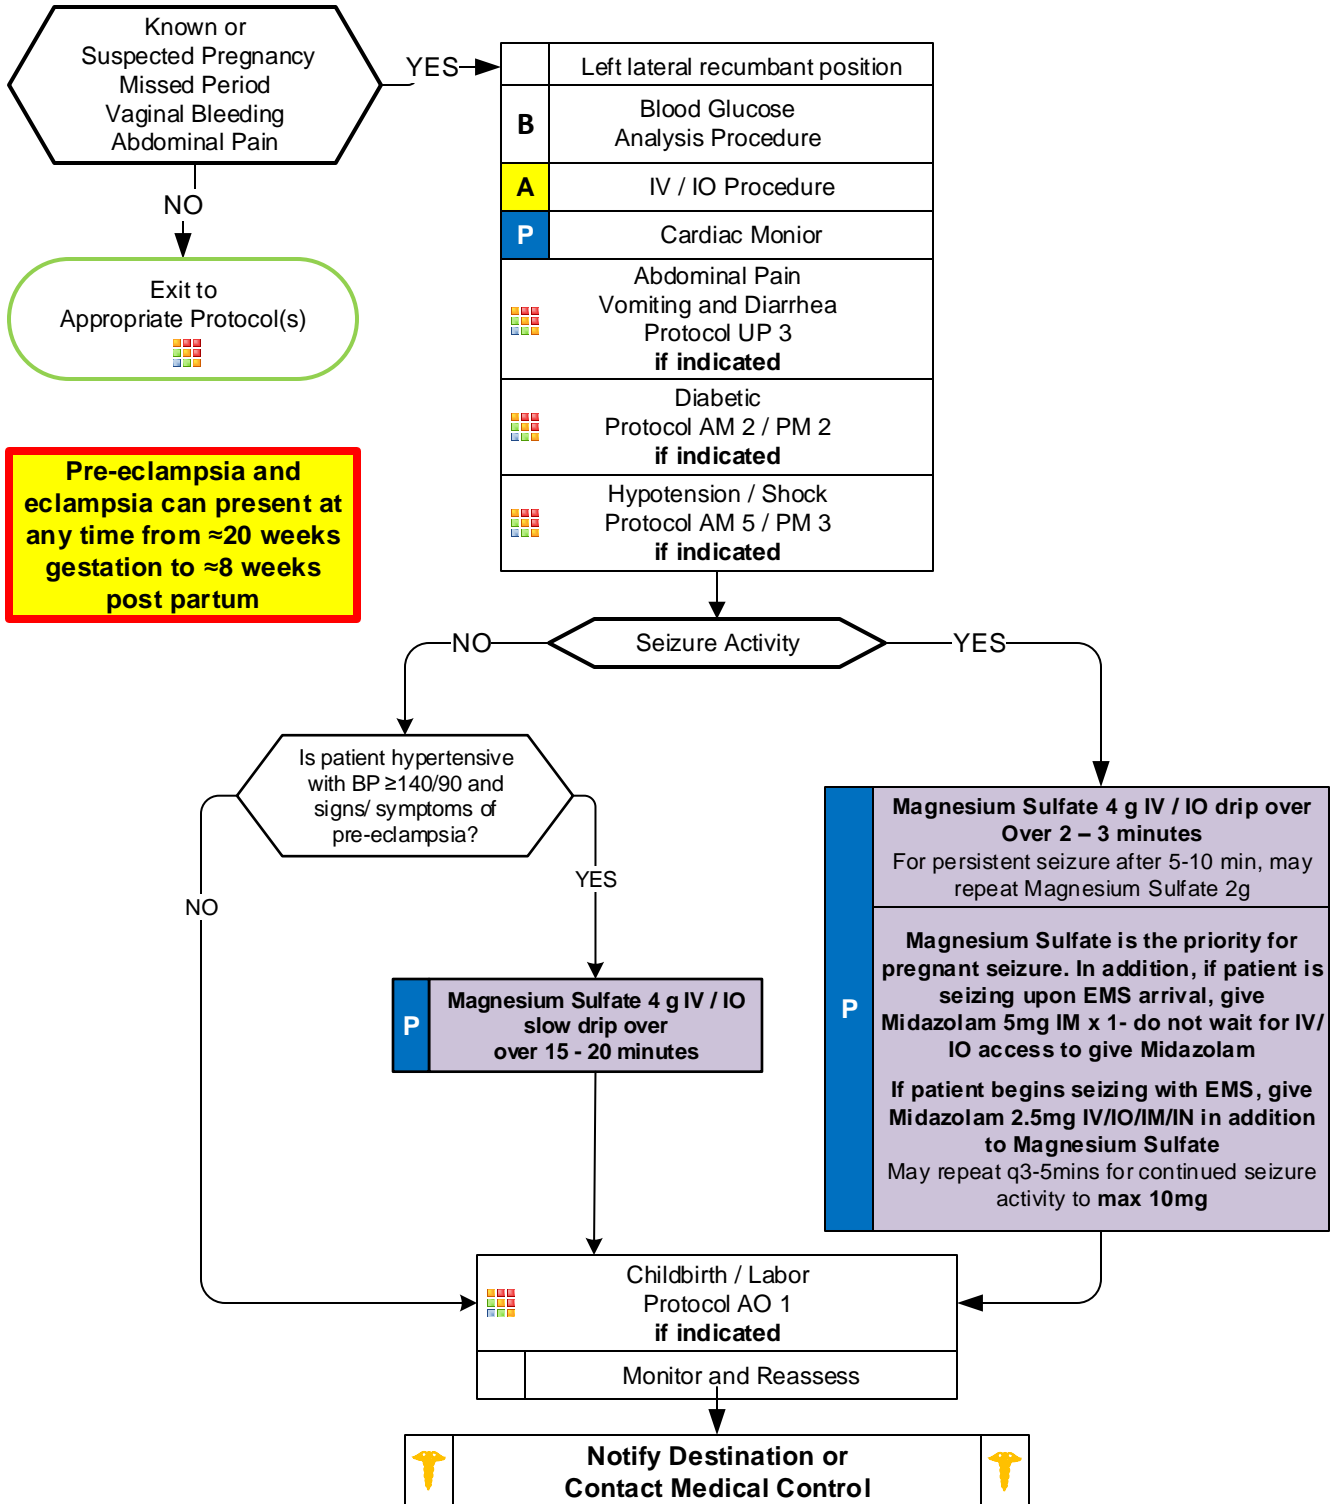 Known or
Suspected Pregnancy
Missed Period
Vaginal Bleeding
Abdominal Pain
YES
NO
Exit to
Appropriate Protocol(s)
Left lateral recumbant position
B
Blood Glucose
Analysis Procedure
A
IV / IO Procedure
P
Cardiac Monior
Abdominal Pain
Vomiting and Diarrhea
Protocol UP 3
if indicated
Diabetic
Protocol AM 2 / PM 2
if indicated
Hypotension / Shock
Protocol AM 5 / PM 3
if indicated
Pre-eclampsia and
eclampsia can present at
any time from ≈20 weeks
gestation to ≈8 weeks
post partum
NO
Seizure Activity
YES
Is patient hypertensive
with BP ≥140/90 and
signs/ symptoms of
pre-eclampsia?
NO
YES
P
Magnesium Sulfate 4 g IV / IO
slow drip over
over 15 - 20 minutes
P
Magnesium Sulfate 4 g IV / IO drip over
Over 2 – 3 minutes
For persistent seizure after 5-10 min, may
repeat Magnesium Sulfate 2g
Magnesium Sulfate is the priority for
pregnant seizure. In addition, if patient is
seizing upon EMS arrival, give
Midazolam 5mg IM x 1- do not wait for IV/
IO access to give Midazolam
If patient begins seizing with EMS, give
Midazolam 2.5mg IV/IO/IM/IN in addition
to Magnesium Sulfate
May repeat q3-5mins for continued seizure
activity to max 10mg
Childbirth / Labor
Protocol AO 1
if indicated
Monitor and Reassess
Notify Destination or
Contact Medical Control